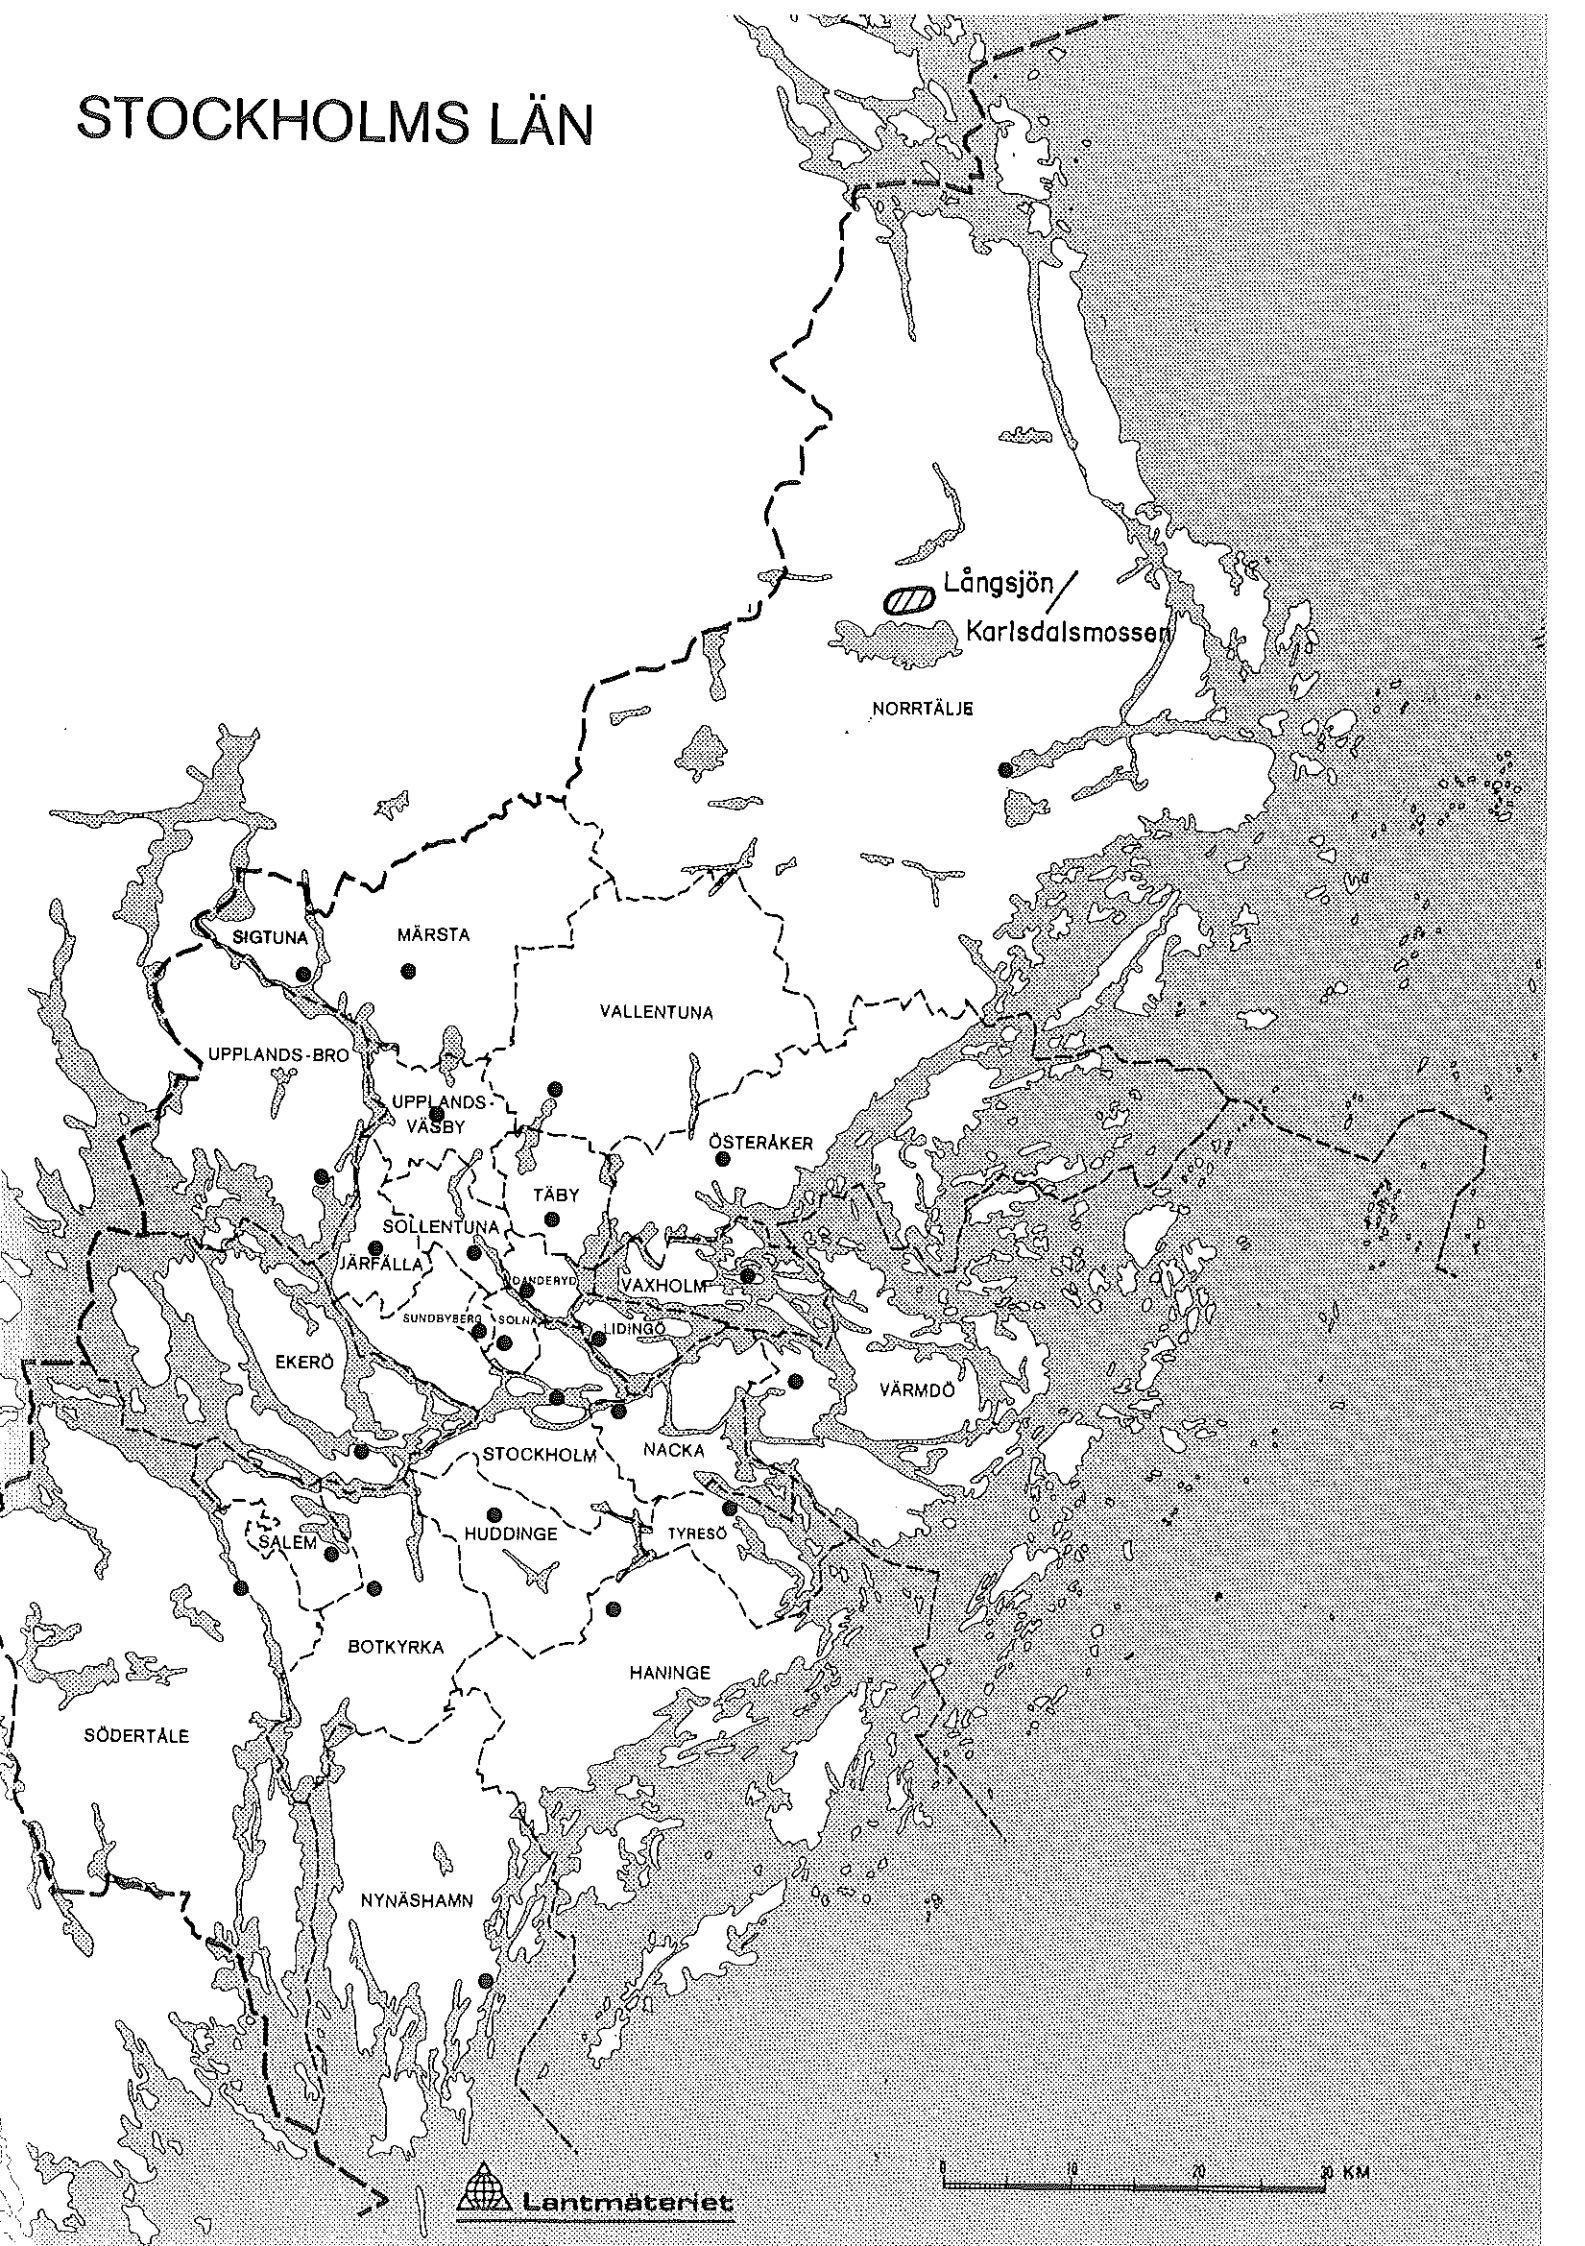 STOCKHOLMS LÄN
Långsjön /
Karlsdalsmossen
NORRTÄLJE
SIGTUNA
MÄRSTA
VALLENTUNA
UPPLANDS-BRO
UPPLANDS-
VÄSBY
ÖSTERÅKER
TÄBY
SOLLENTUNA
JÄRFÄLLA
DANDERYD
VAXHOLM
SUNDBYBERG
SOLNA
LIDINGÖ
EKERÖ
VÄRMDÖ
STOCKHOLM
NACKA
HUDDINGE
TYRESÖ
SALEM
BOTKYRKA
HANINGE
SÖDERTÄLE
NYNÄSHAMN
0 10 20 30 KM
Lantmäteriet